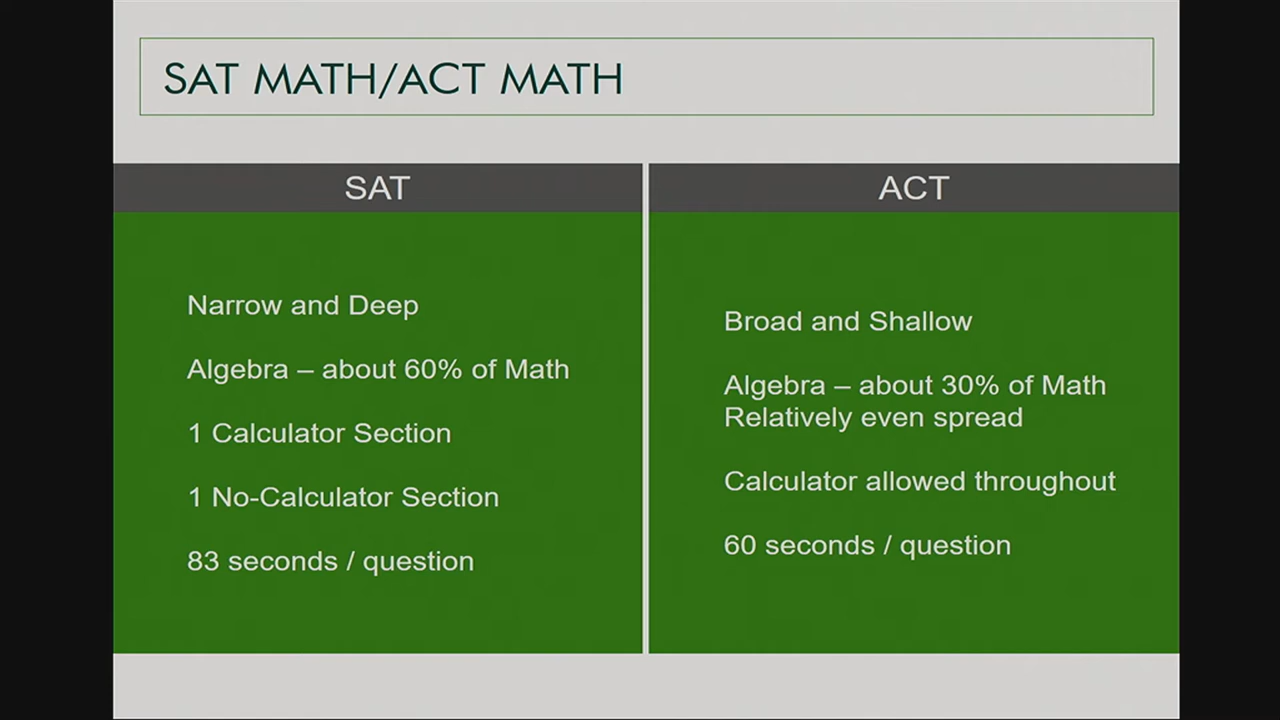 SAT MATH/ACT MATH
SAT
Narrow and Deep
Algebra – about 60% of Math
1 Calculator Section
1 No-Calculator Section
83 seconds / question
ACT
Broad and Shallow
Algebra – about 30% of Math
Relatively even spread
Calculator allowed throughout
60 seconds / question